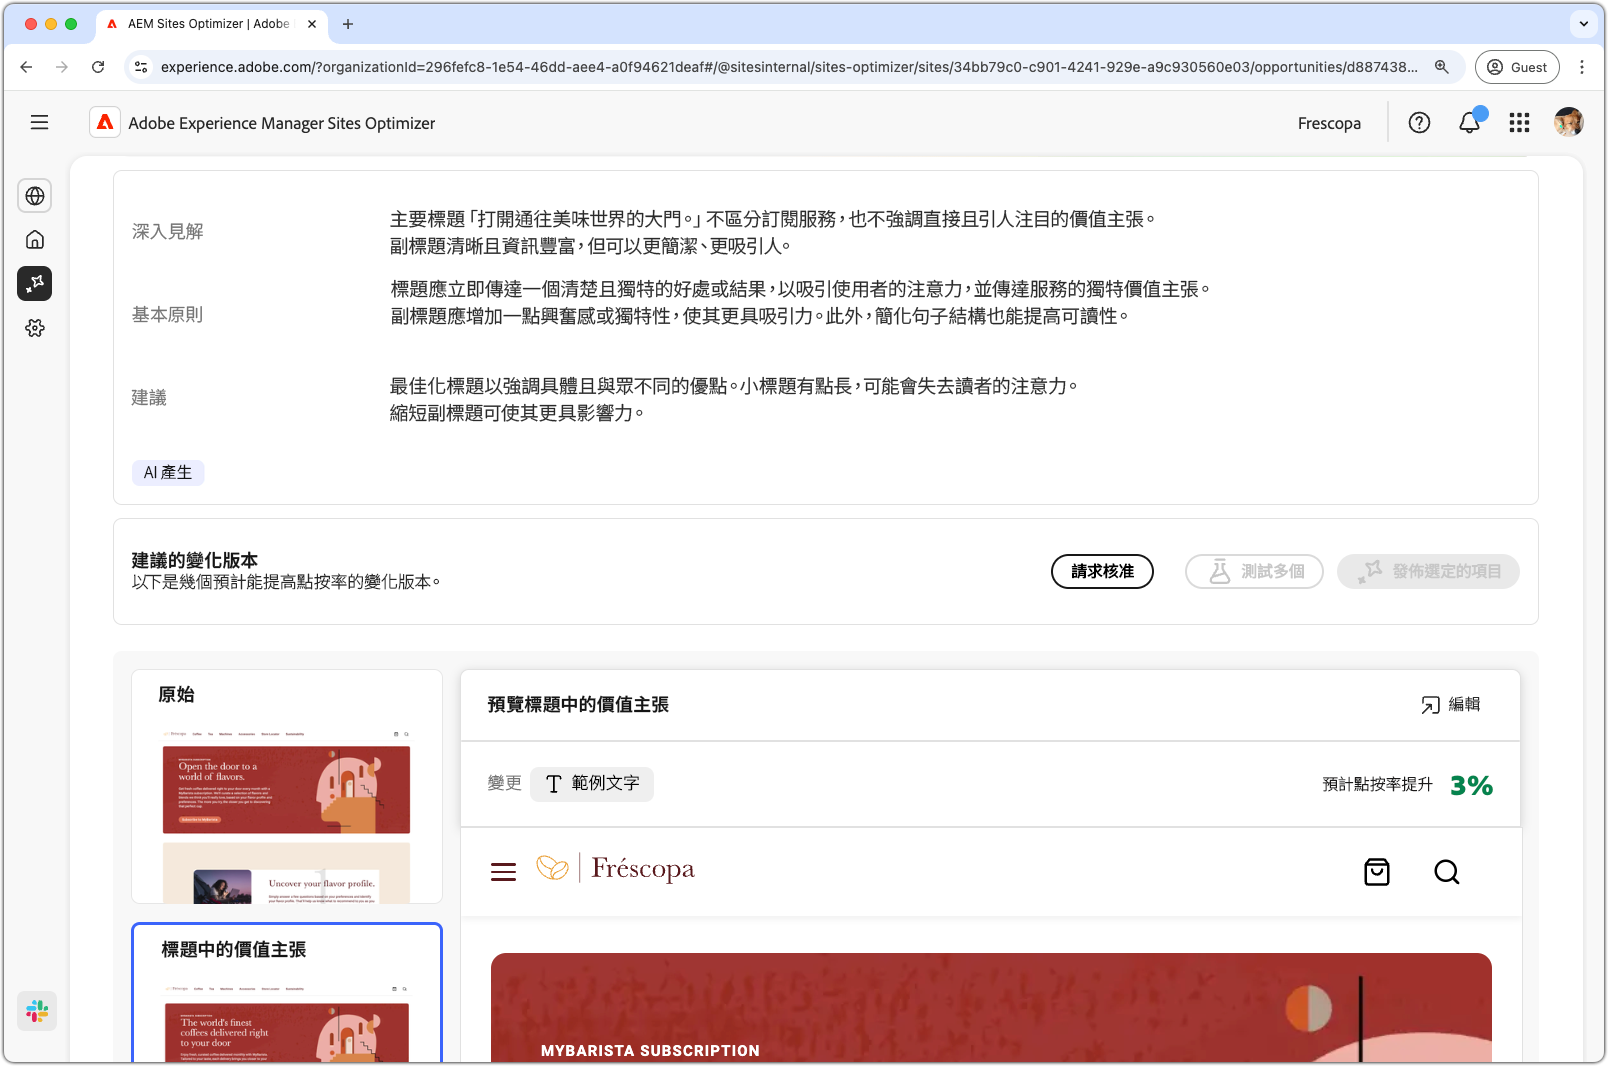 AEM Sites Optimizer | Adobe
experience.adobe.com/?organizationId=296fefc8-1e54-46dd-aee4-a0f94621deaf#/@sitesinternal/sites-optimizer/sites/34bb79c0-c901-4241-929e-a9c930560e03/opportunities/d887438...
Guest
Adobe Experience Manager Sites Optimizer
Frescopa
深入見解
主要標題「打開通往美味世界的大門。」不區分訂閱服務，也不強調直接且引人注目的價值主張。
副標題清晰且資訊豐富，但可以更簡潔、更吸引人。
基本原則
標題應立即傳達一個清楚且獨特的好處或結果，以吸引使用者的注意力，並傳達服務的獨特價值主張。
副標題應增加一點興奮感或獨特性，使其更具吸引力。此外，簡化句子結構也能提高可讀性。
建議
最佳化標題以強調具體且與眾不同的優點。小標題有點長，可能會失去讀者的注意力。
縮短副標題可使其更具影響力。
AI 產生
建議的變化版本
以下是幾個預計能提高點按率的變化版本。
請求核准
測試多個
發佈選定的項目
原始
Open the door to a
world of flavors.
Subscribe to MyBarista
Uncover your flavor profile.
標題中的價值主張
The world's finest
coffees delivered right
to your door
預覽標題中的價值主張
編輯
變更
範例文字
預計點按率提升
3%
Fréscopa
MYBARISTA SUBSCRIPTION